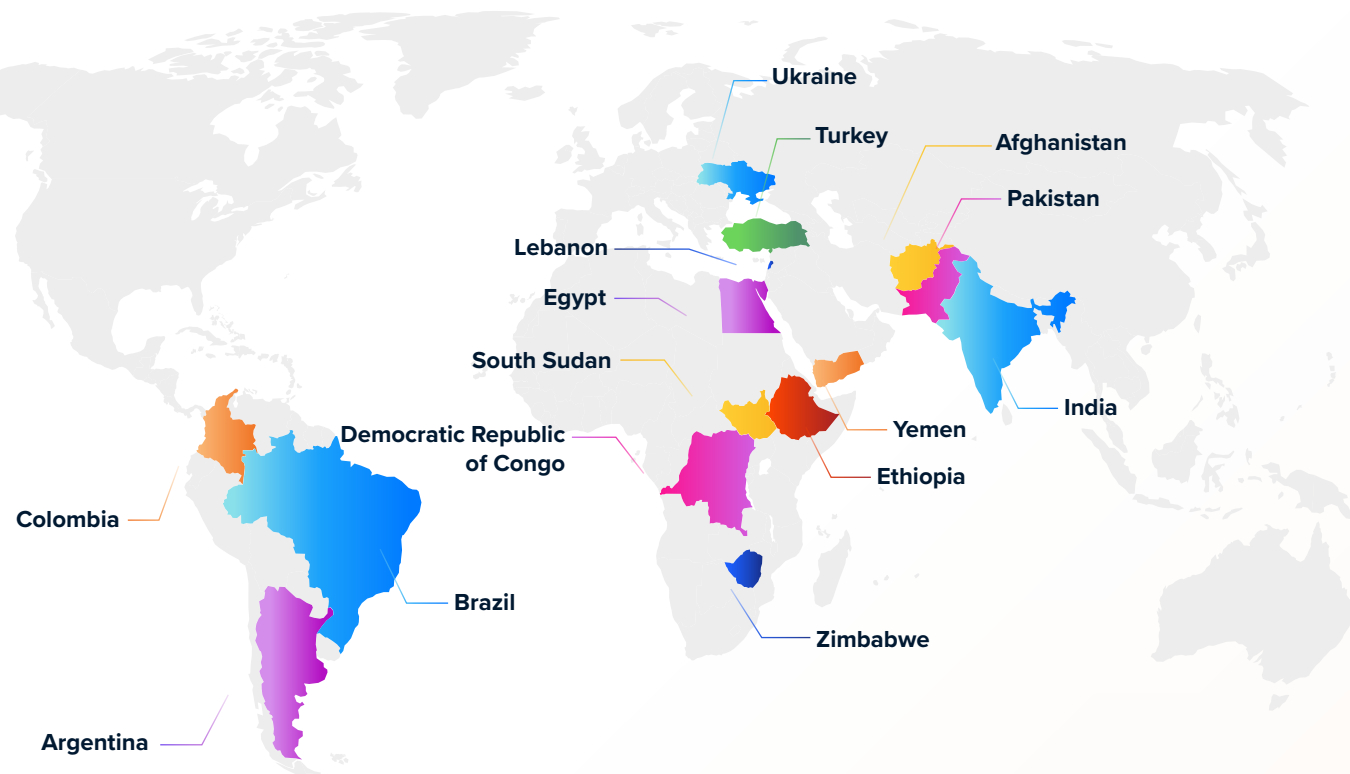 Ukraine
Turkey
Afghanistan
Pakistan
Lebanon
Egypt
South Sudan
India
Yemen
Democratic Republic
of Congo
Ethiopia
Colombia
Brazil
Zimbabwe
Argentina